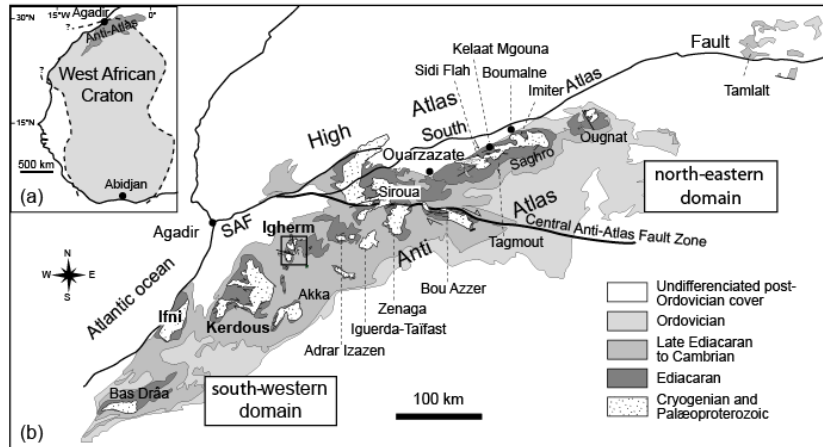 15°W
0°
Agadir
30°N
Anti-Atlas
?
West African
Craton
?
15°N
500 km
Abidjan
(a)
Kelaat Mgouna
Sidi Flah
Boumalne
Imiter
Atlas
Fault
Tamlalt
High
Atlas
South
Ouarzazate
Saghro
Ougnat
north-eastern
domain
Siroua
Atlas
Central Anti-Atlas Fault Zone
Agadir
SAF
Igherm
Tagmout
Anti
N
W
E
S
Atlantic ocean
Akka
Bou Azzer
Zenaga
Iguerda-Taïfast
Ifni
Kerdous
Adrar Izazen
Bas Drâa
south-western
domain
100 km
(b)
Undifferenciated post-
Ordovician cover
Ordovician
Late Ediacaran
to Cambrian
Ediacaran
Cryogenian and
Palæoproterozoic